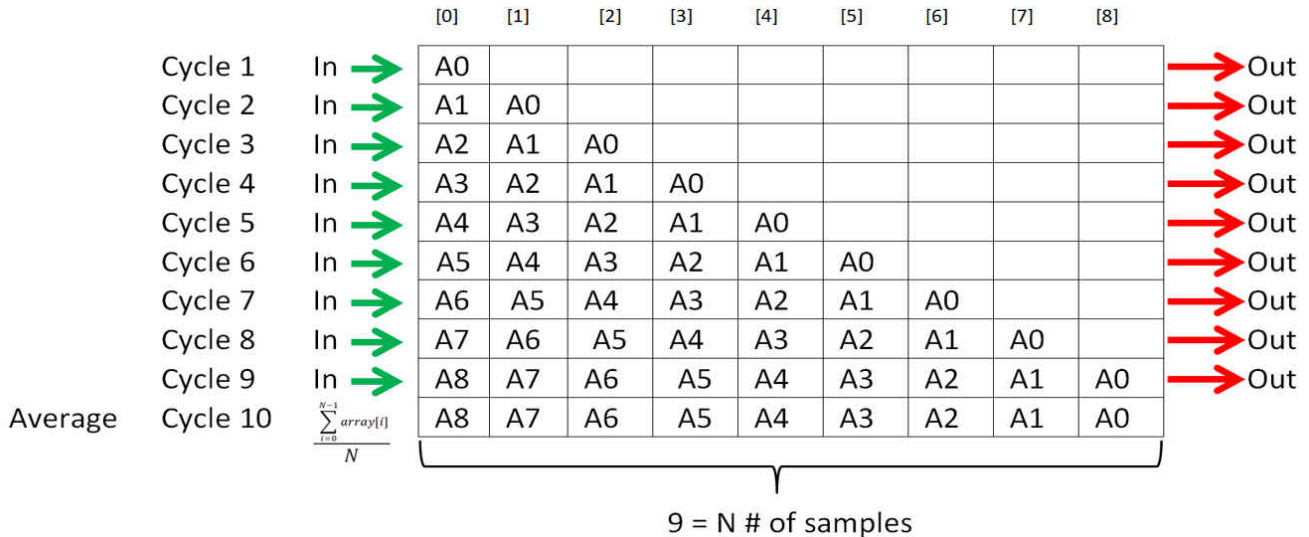 [0] [1] [2] [3] [4] [5] [6] [7] [8]
Cycle 1 In A0 Out
Cycle 2 In A1 A0 Out
Cycle 3 In A2 A1 A0 Out
Cycle 4 In A3 A2 A1 A0 Out
Cycle 5 In A4 A3 A2 A1 A0 Out
Cycle 6 In A5 A4 A3 A2 A1 A0 Out
Cycle 7 In A6 A5 A4 A3 A2 A1 A0 Out
Cycle 8 In A7 A6 A5 A4 A3 A2 A1 A0 Out
Cycle 9 In A8 A7 A6 A5 A4 A3 A2 A1 A0 Out
Average Cycle 10 \frac{\sum_{i=0}^{N-1} array[i]}{N} A8 A7 A6 A5 A4 A3 A2 A1 A0
9 = N # of samples